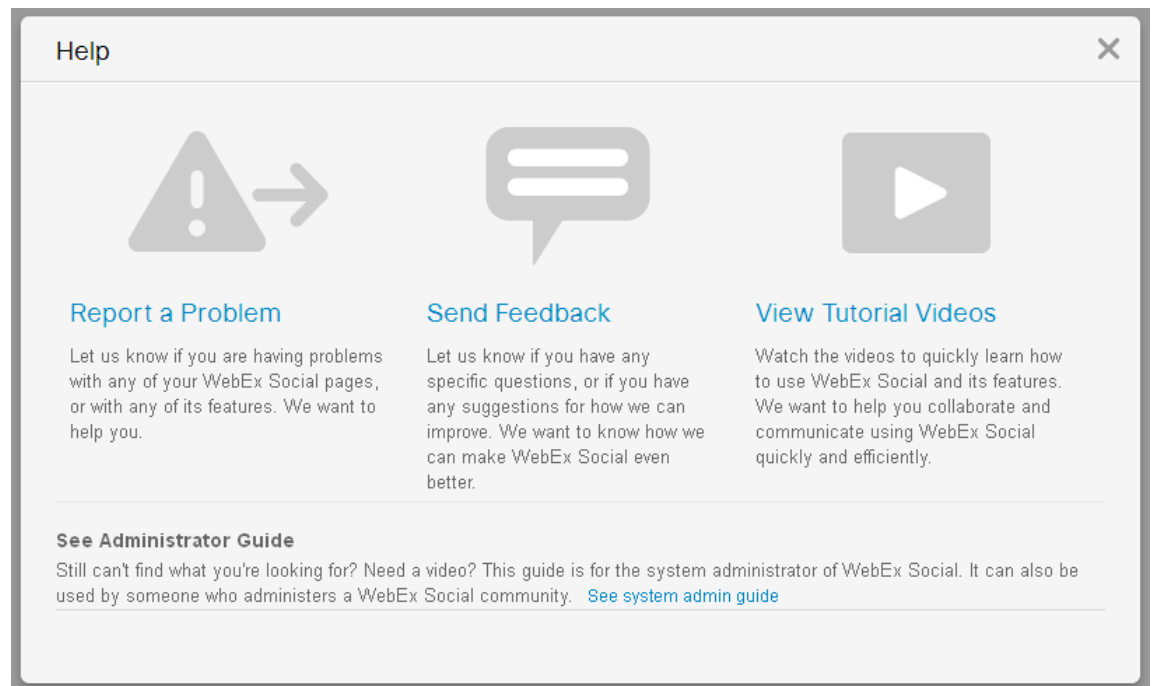 Help
Report a Problem
Let us know if you are having problems
with any of your WebEx Social pages,
or with any of its features. We want to
help you.
Send Feedback
Let us know if you have any
specific questions, or if you have
any suggestions for how we can
improve. We want to know how we
can make WebEx Social even
better.
View Tutorial Videos
Watch the videos to quickly learn how
to use WebEx Social and its features.
We want to help you collaborate and
communicate using WebEx Social
quickly and efficiently.
See Administrator Guide
Still can't find what you're looking for? Need a video? This guide is for the system administrator of WebEx Social. It can also be
used by someone who administers a WebEx Social community. See system admin guide